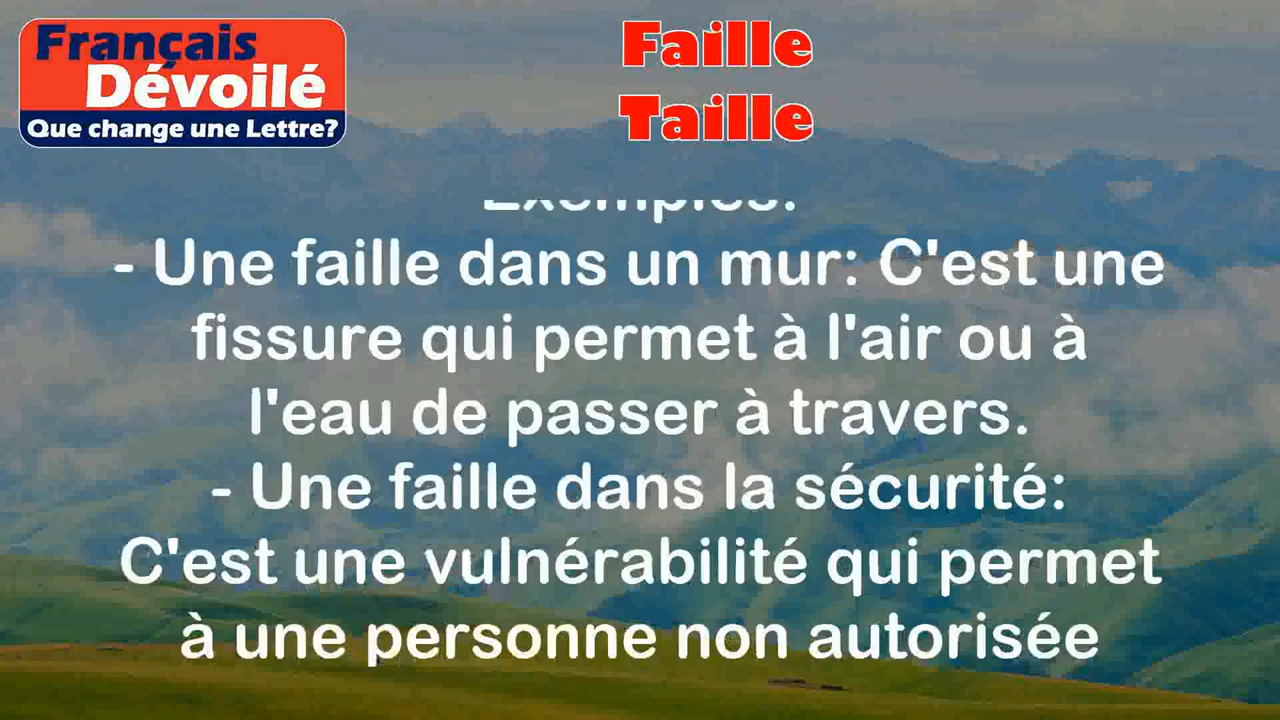 Français
Dévoilé
Que change une Lettre?
Faille
Taille
Exemples:
- Une faille dans un mur: C'est une
fissure qui permet à l'air ou à
l'eau de passer à travers.
- Une faille dans la sécurité:
C'est une vulnérabilité qui permet
à une personne non autorisée